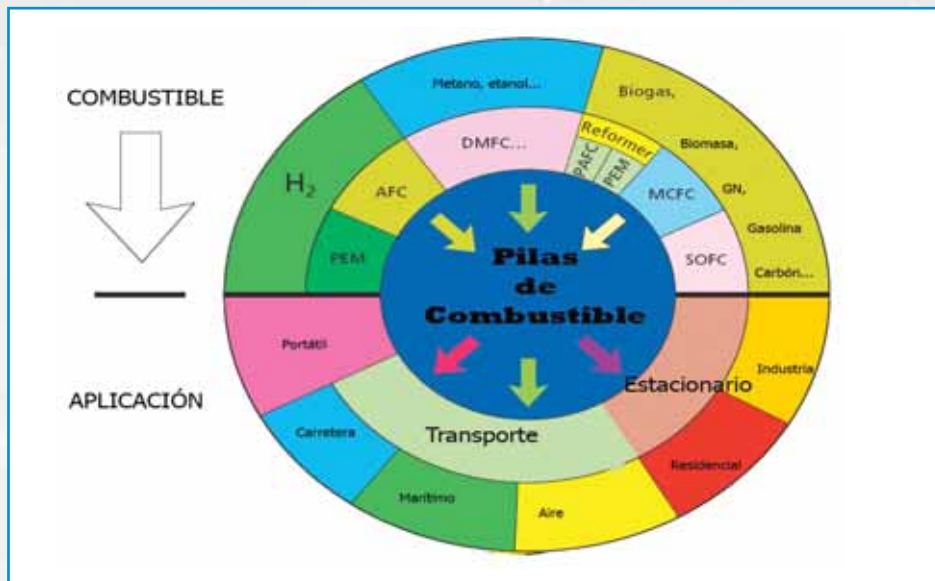 COMBUSTIBLE
Metano, etanol...
Biogas,
H₂
AFC
DMFC...
Reformer
PAFC
PEM
Biomasa,
MCFC
GN,
Gasolina
PEM
SOFC
Carbón...
Pilas
de
Combustible
APLICACIÓN
Portátil
Estacionario
Industria
Carretera
Transporte
Residencial
Marítimo
Aire